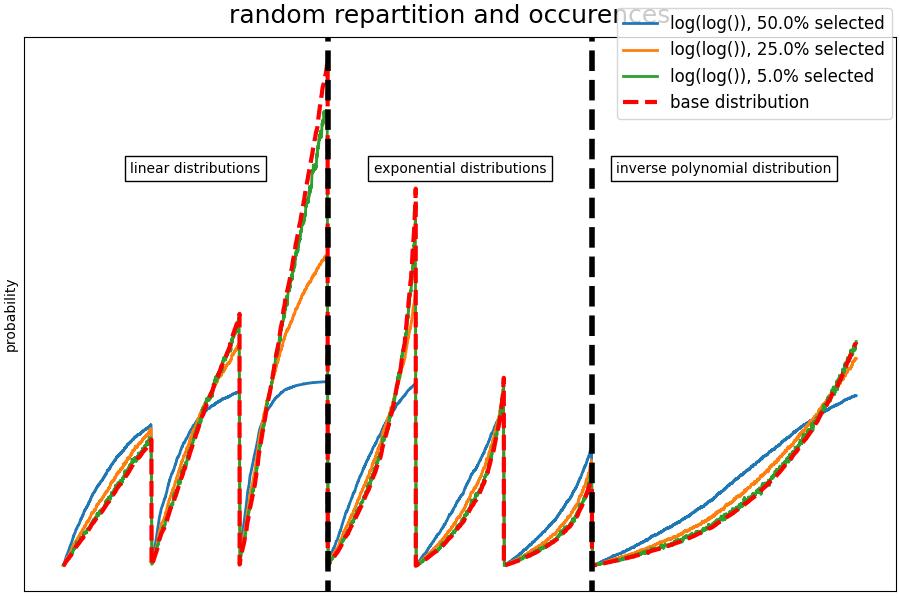 random repartition and occurences
log(log()), 50.0% selected
log(log()), 25.0% selected
log(log()), 5.0% selected
base distribution
linear distributions
exponential distributions
inverse polynomial distribution
probability